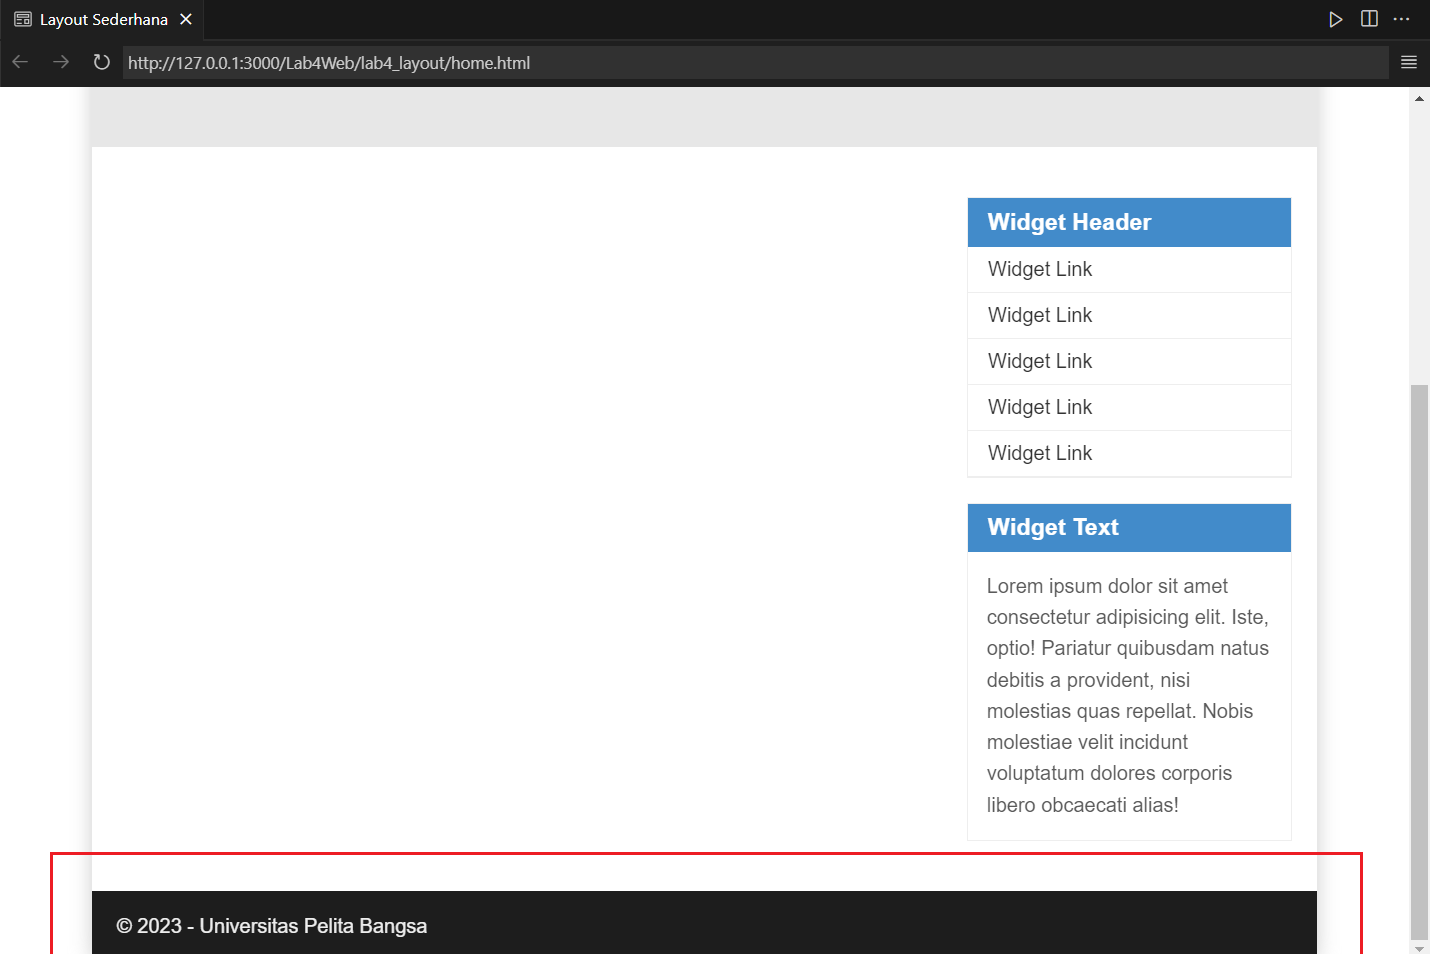 Layout Sederhana
http://127.0.0.1:3000/Lab4Web/lab4_layout/home.html
Widget Header
Widget Link
Widget Link
Widget Link
Widget Link
Widget Link
Widget Text
Lorem ipsum dolor sit amet
consectetur adipisicing elit. Iste,
optio! Pariatur quibusdam natus
debitis a provident, nisi
molestias quas repellat. Nobis
molestiae velit incidunt
voluptatum dolores corporis
libero obcaecati alias!
© 2023 - Universitas Pelita Bangsa